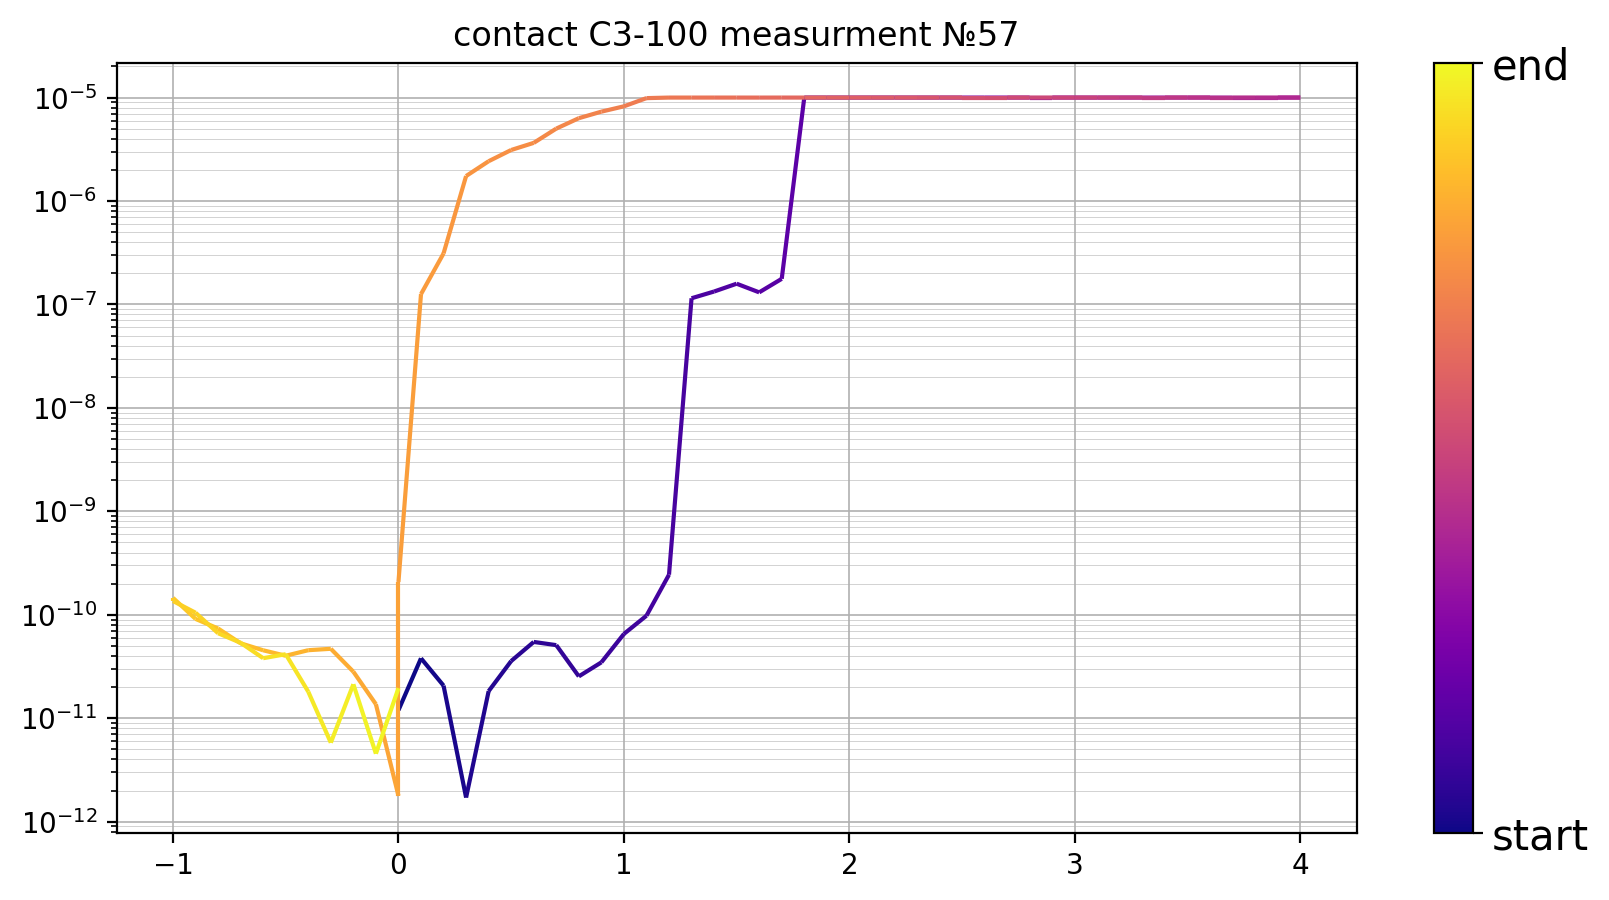 contact C3-100 measurment №57
10⁻⁵
10⁻⁶
10⁻⁷
10⁻⁸
10⁻⁹
10⁻¹⁰
10⁻¹¹
10⁻¹²
−1 0 1 2 3 4
end
start